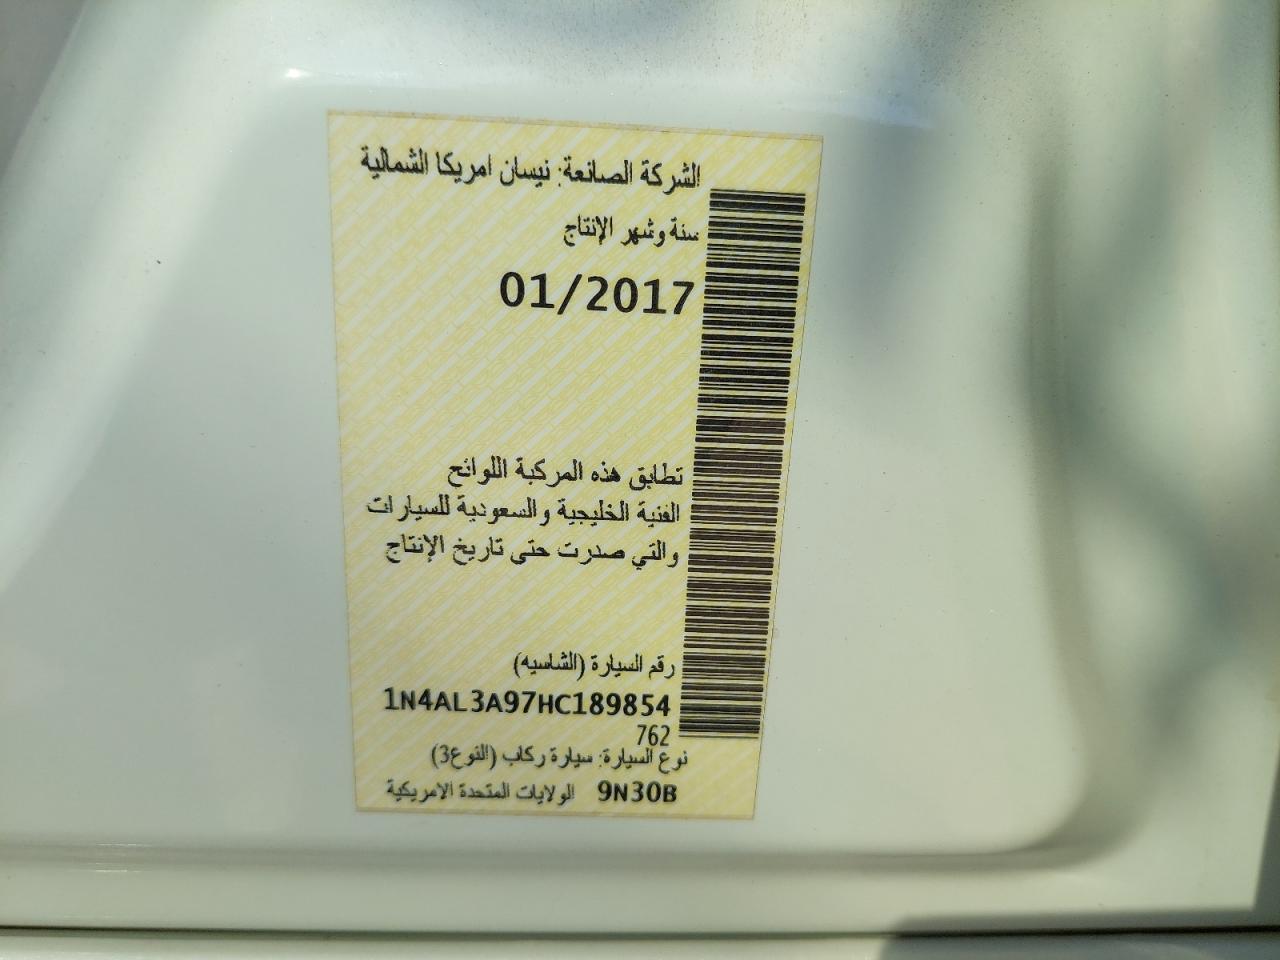 الشركة الصانعة: نيسان امريكا الشمالية
سنة وشهر الإنتاج
01/2017
تطابق هذه المركبة اللوائح
الفنية الخليجية والسعودية للسيارات
والتي صدرت حتى تاريخ الإنتاج
رقم السيارة (الشاسيه)
1N4AL3A97HC189854
762
نوع السيارة: سيارة ركاب (النوع3)
9N30B الولايات المتحدة الامريكية